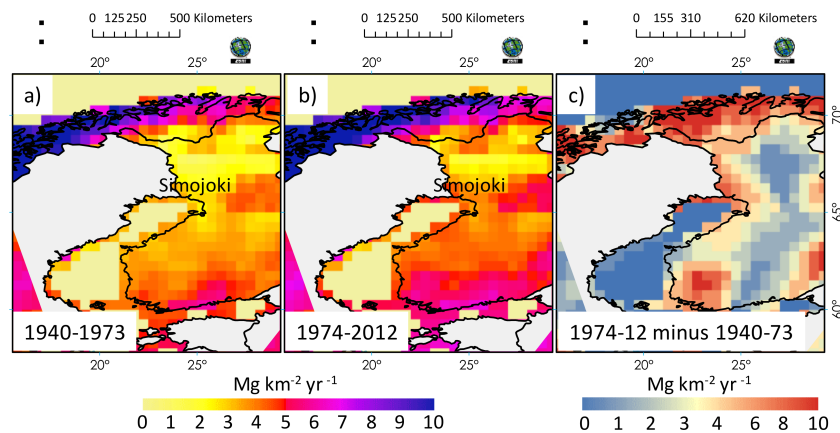 0 125 250 500 Kilometers
0 125 250 500 Kilometers
0 155 310 620 Kilometers
esri esri esri
20° 25° 20° 25° 20° 25°
a) b) c)
70°
Simojoki Simojoki
65°
60°
1940-1973 1974-2012 1974-12 minus 1940-73
20° 25° 20° 25° 20° 25°
Mg km⁻² yr ⁻¹ Mg km⁻² yr ⁻¹
0 1 2 3 4 5 6 7 8 9 10
0 1 2 3 4 6 8 10